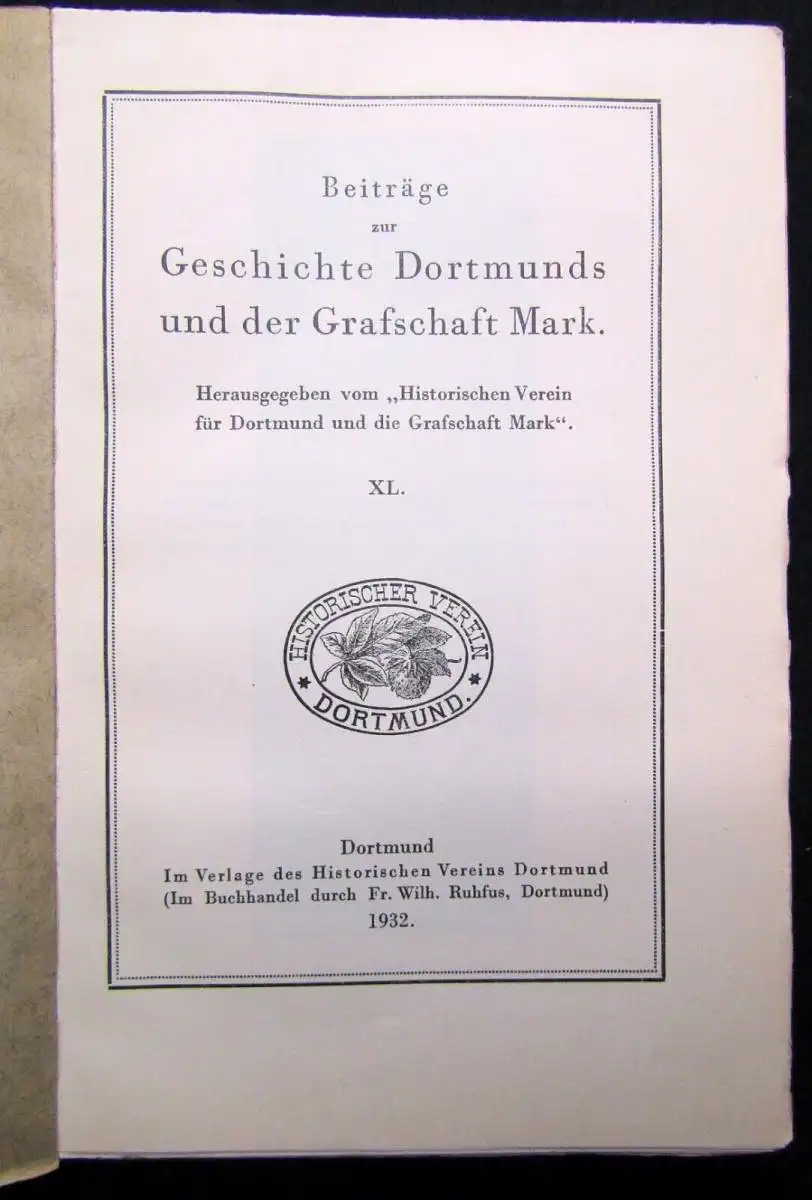 Beiträge
zur
Geschichte Dortmunds
und der Grafschaft Mark.
Herausgegeben vom „Historischen Verein
für Dortmund und die Grafschaft Mark“.
XL.
HISTORISCHER VEREIN
* DORTMUND. *
Dortmund
Im Verlage des Historischen Vereins Dortmund
(Im Buchhandel durch Fr. Wilh. Ruhfus, Dortmund)
1932.